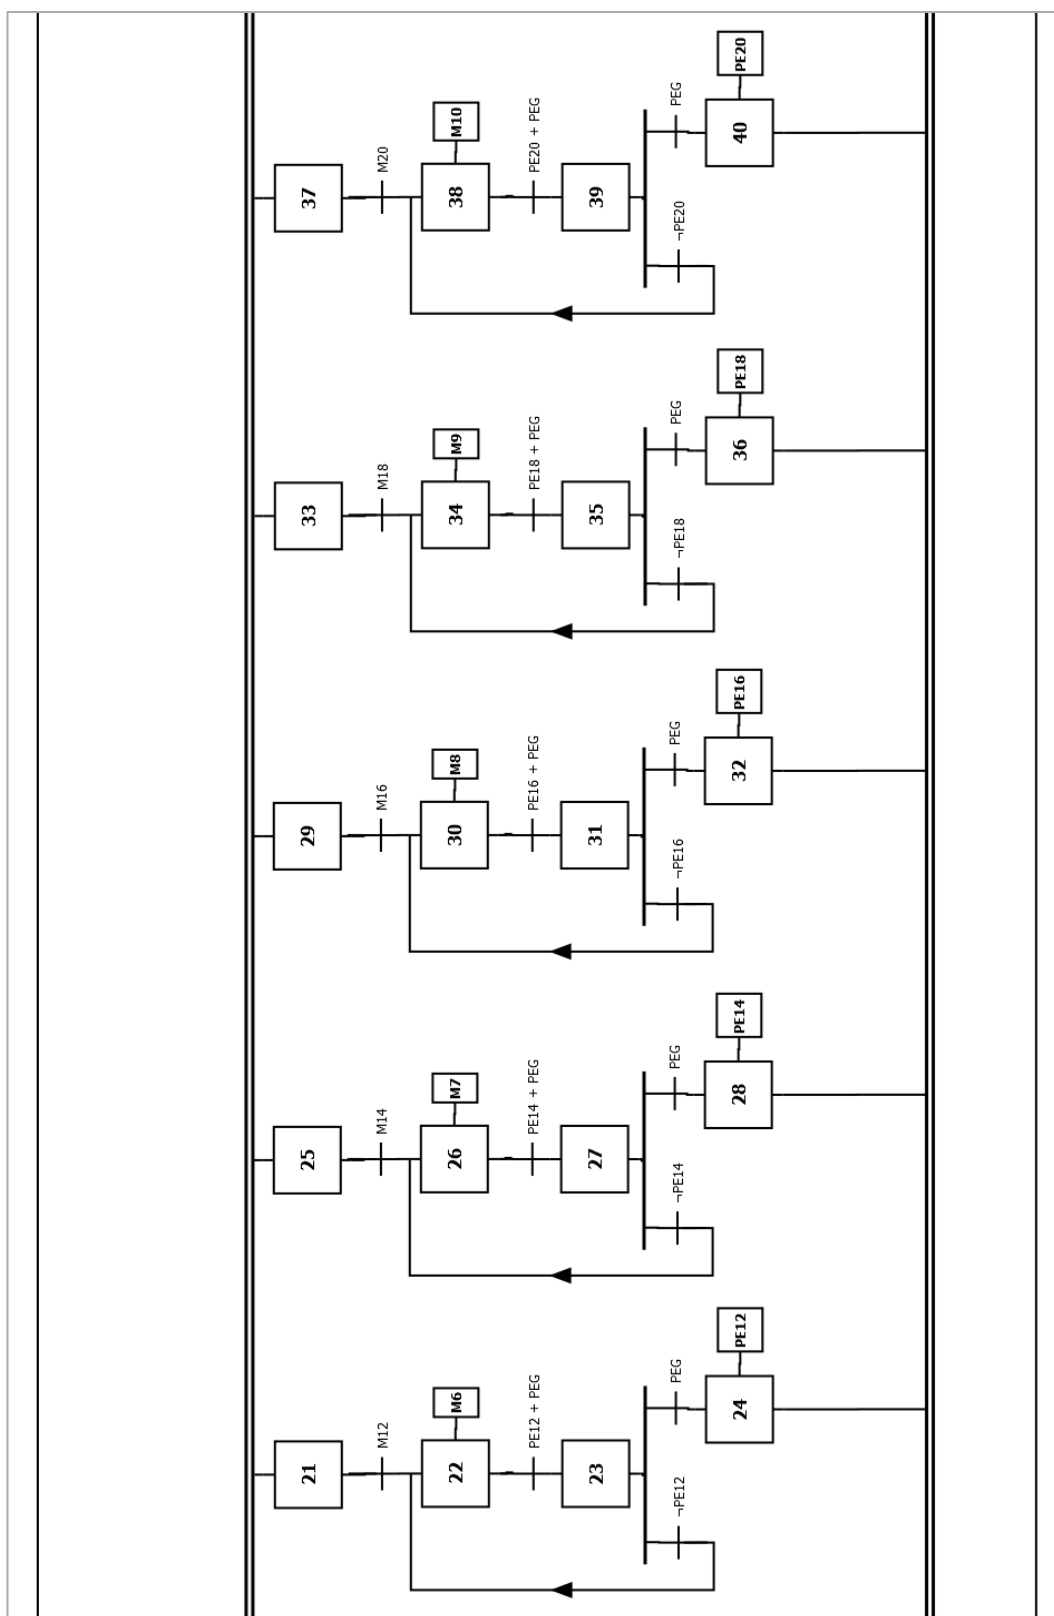 21
M12
22
M6
PE12 + PEG
23
¬PE12
PEG
24
PE12
25
M14
26
M7
PE14 + PEG
27
¬PE14
PEG
28
PE14
29
M16
30
M8
PE16 + PEG
31
¬PE16
PEG
32
PE16
33
M18
34
M9
PE18 + PEG
35
¬PE18
PEG
36
PE18
37
M20
38
M10
PE20 + PEG
39
¬PE20
PEG
40
PE20